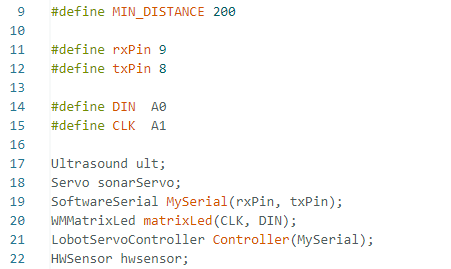 9 #define MIN_DISTANCE 200
10
11 #define rxPin 9
12 #define txPin 8
13
14 #define DIN  A0
15 #define CLK  A1
16
17 Ultrasound ult;
18 Servo sonarServo;
19 SoftwareSerial MySerial(rxPin, txPin);
20 WMMatrixLed matrixLed(CLK, DIN);
21 LobotServoController Controller(MySerial);
22 HWSensor hwsensor;